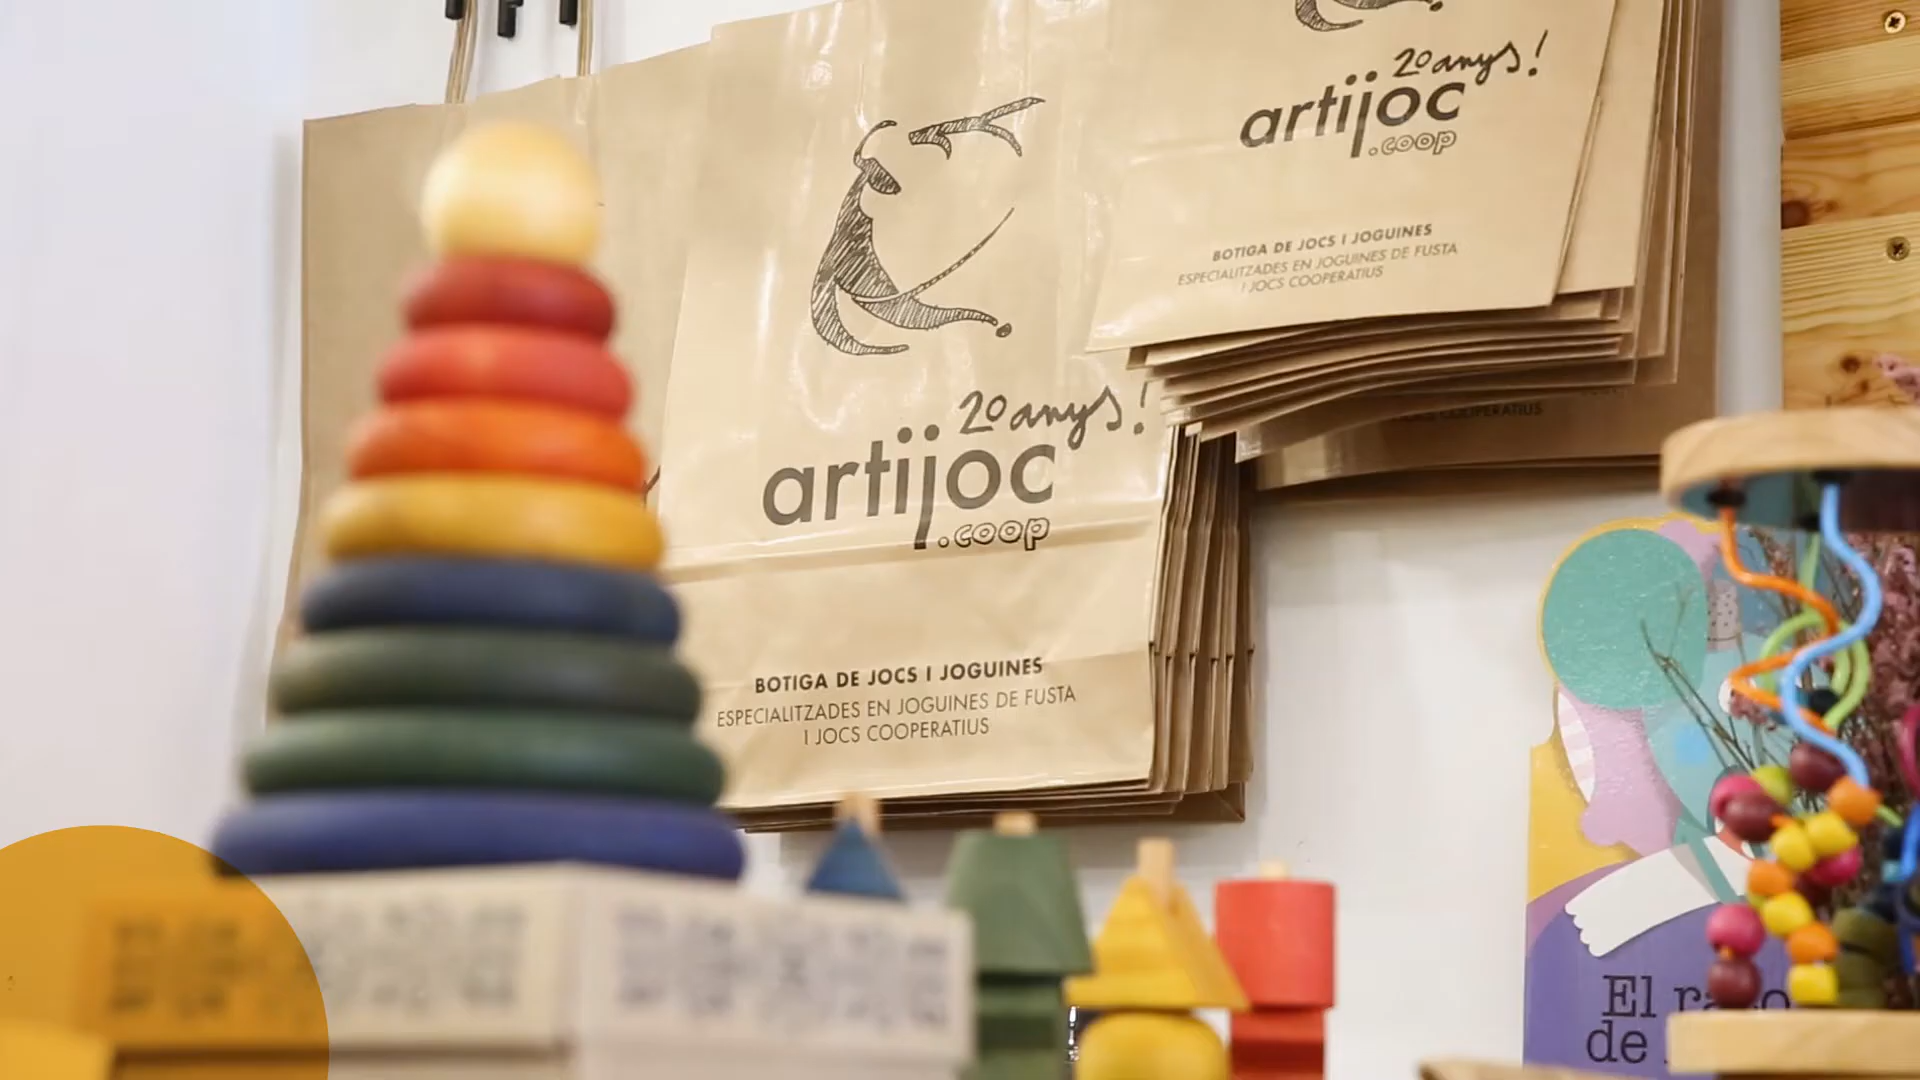 20 anys!
artijoc
.coop
BOTIGA DE JOCS I JOGUINES
ESPECIALITZADES EN JOGUINES DE FUSTA
I JOCS COOPERATIUS
20 anys!
artijoc
.coop
BOTIGA DE JOCS I JOGUINES
ESPECIALITZADES EN JOGUINES DE FUSTA
I JOCS COOPERATIUS
COOPERATIUS
El
de